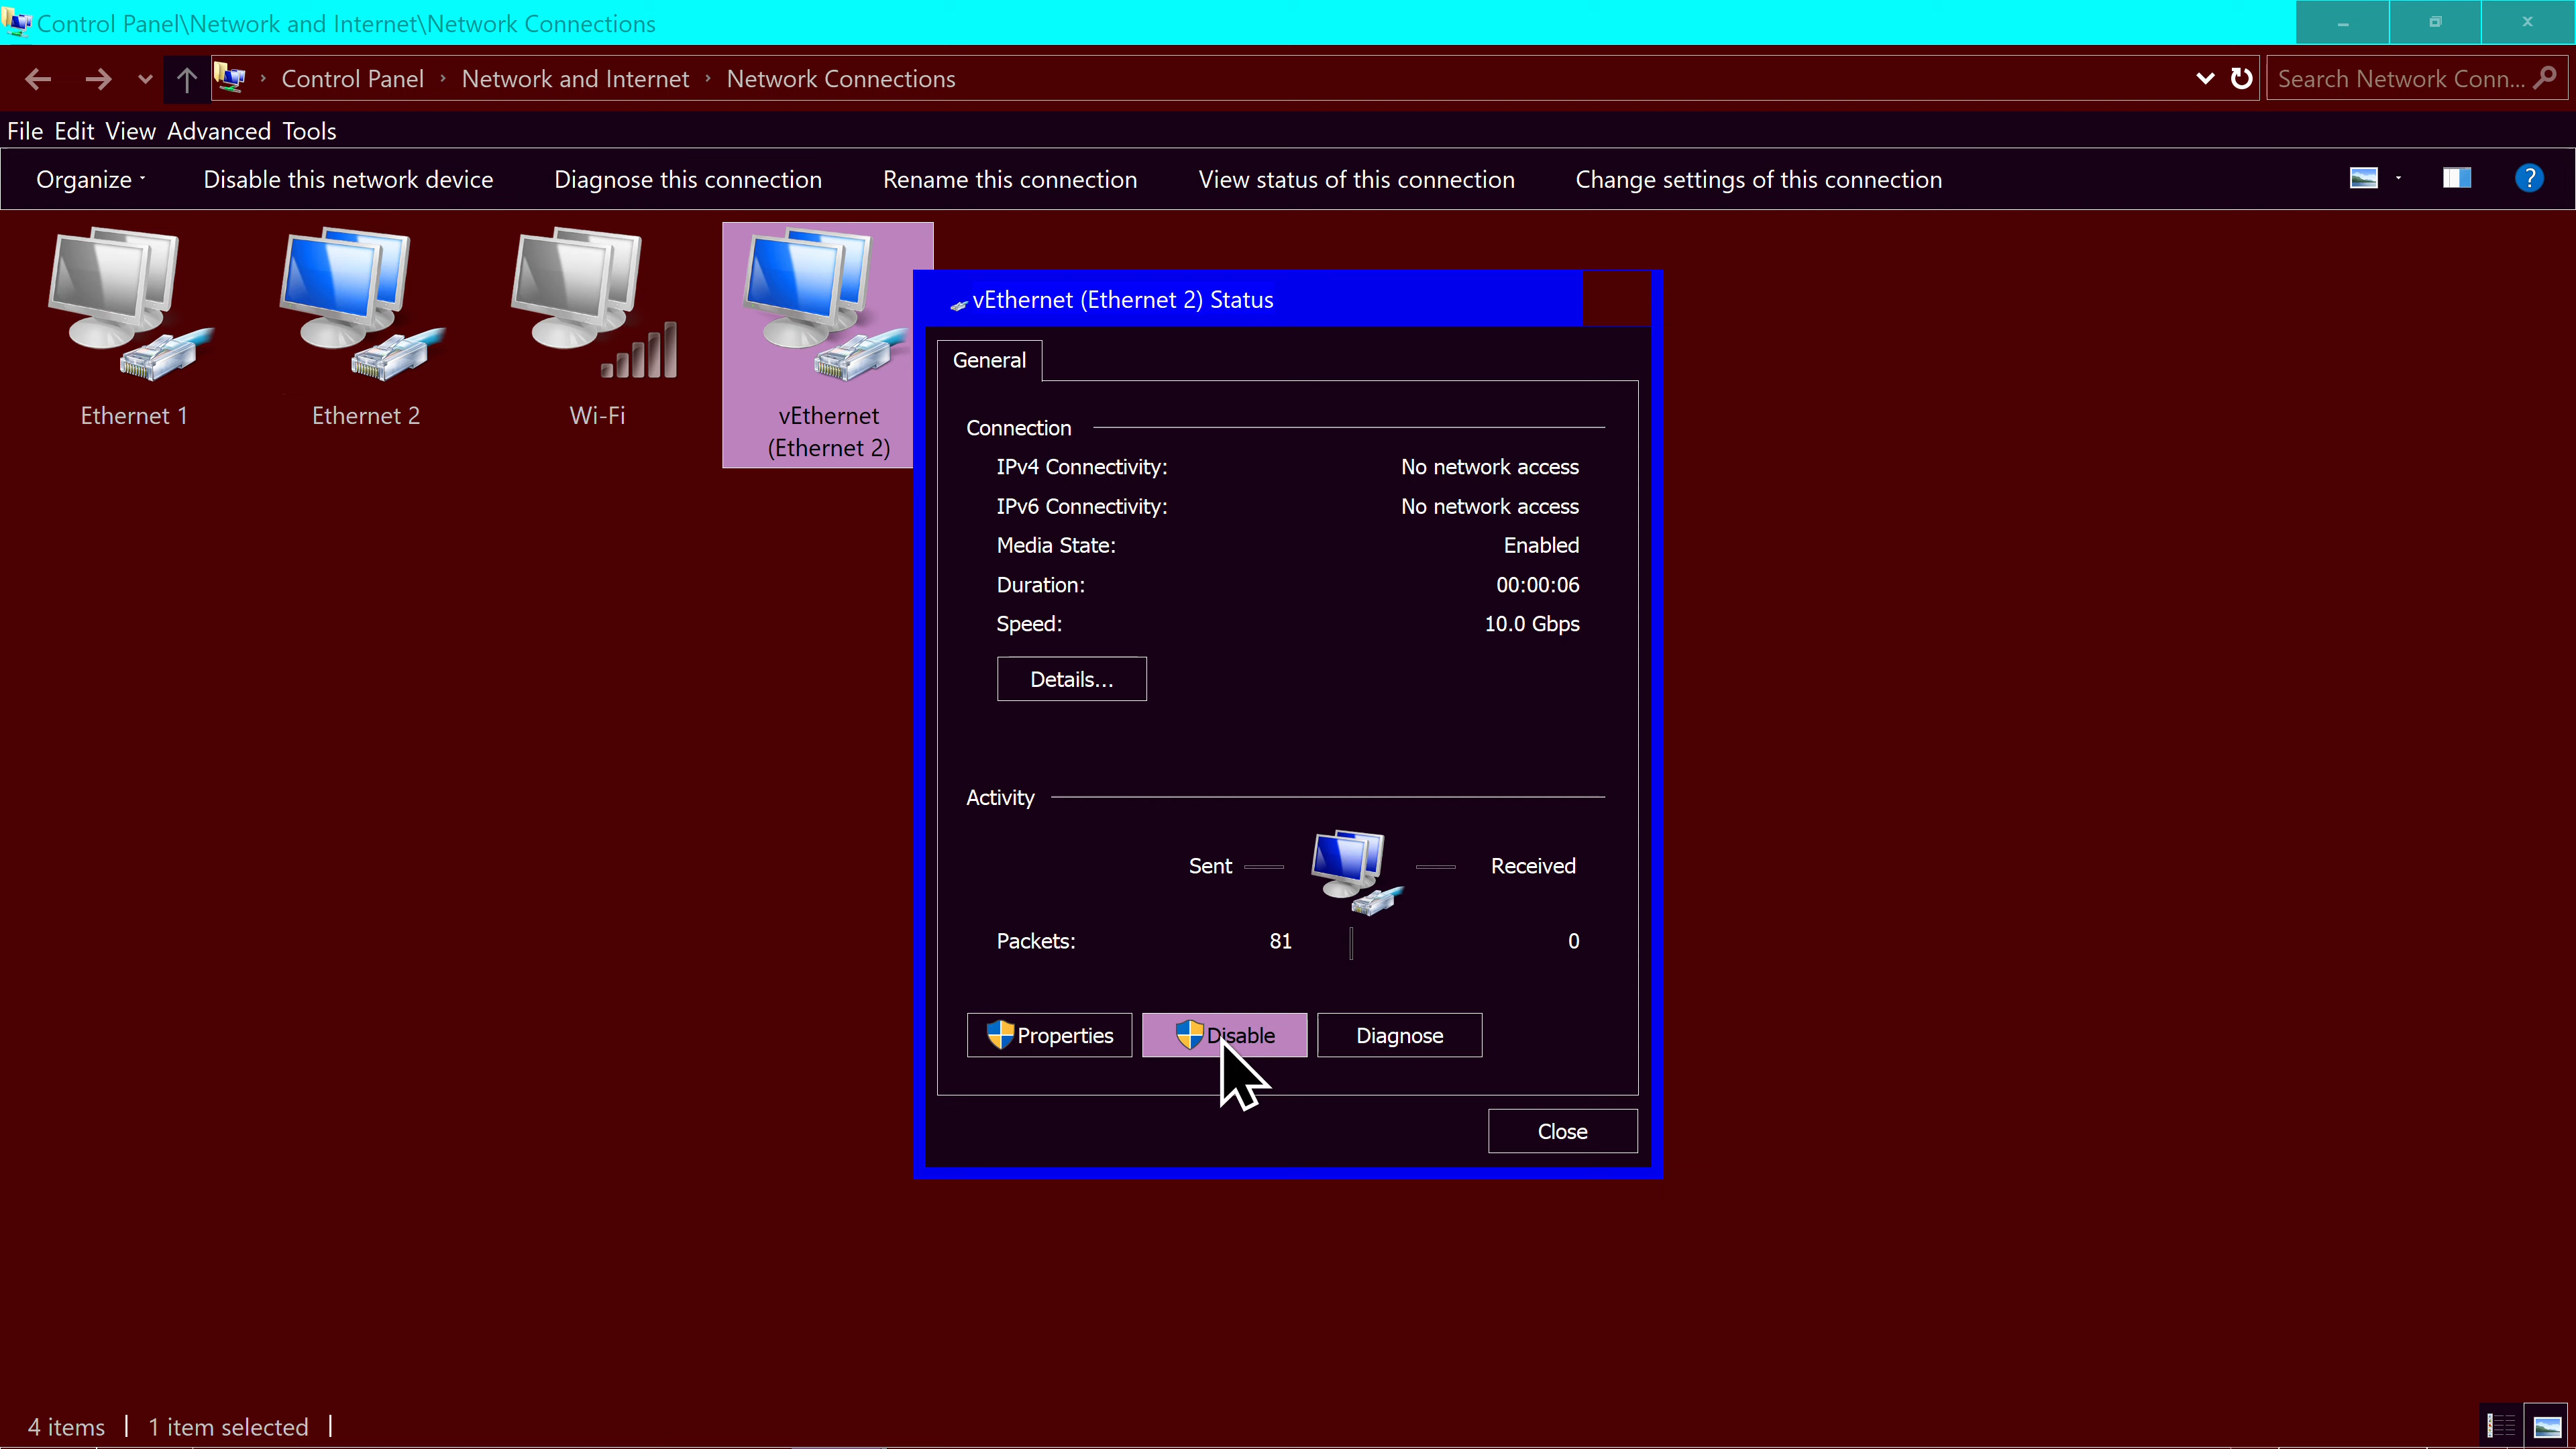 Control Panel\Network and Internet\Network Connections
Control Panel Network and Internet Network Connections
Search Network Conn...
File Edit View Advanced Tools
Organize Disable this network device Diagnose this connection Rename this connection View status of this connection Change settings of this connection
?
Ethernet 1
Ethernet 2
Wi-Fi
vEthernet
(Ethernet 2)
vEthernet (Ethernet 2) Status
General
Connection
IPv4 Connectivity: No network access
IPv6 Connectivity: No network access
Media State: Enabled
Duration: 00:00:06
Speed: 10.0 Gbps
Details...
Activity
Sent Received
Packets: 81 0
Properties Disable Diagnose
Close
4 items 1 item selected